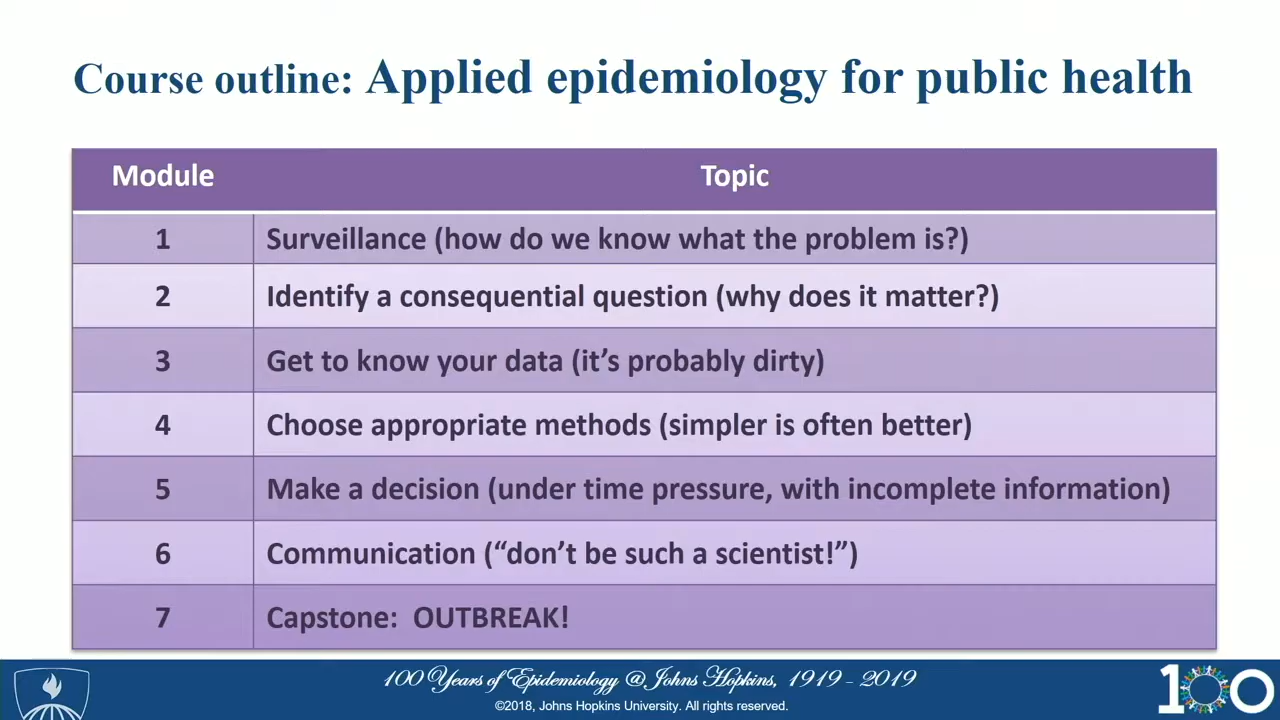 Course outline: Applied epidemiology for public health
Module Topic
1 Surveillance (how do we know what the problem is?)
2 Identify a consequential question (why does it matter?)
3 Get to know your data (it’s probably dirty)
4 Choose appropriate methods (simpler is often better)
5 Make a decision (under time pressure, with incomplete information)
6 Communication (“don’t be such a scientist!”)
7 Capstone: OUTBREAK!
100 Years of Epidemiology @ Johns Hopkins, 1919 - 2019
©2018, Johns Hopkins University. All rights reserved.
100